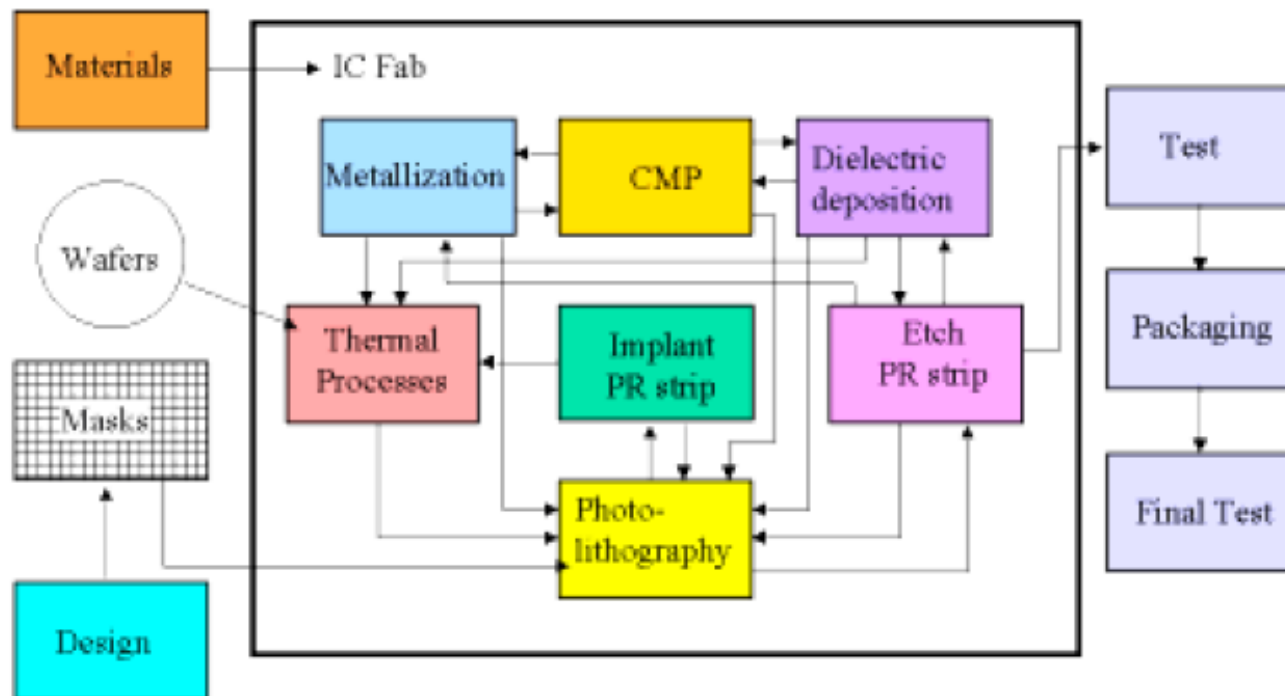 Materials
IC Fab
Metallization
CMP
Dielectric
deposition
Test
Wafers
Thermal
Processes
Implant
PR strip
Etch
PR strip
Packaging
Masks
Photo-
lithography
Final Test
Design